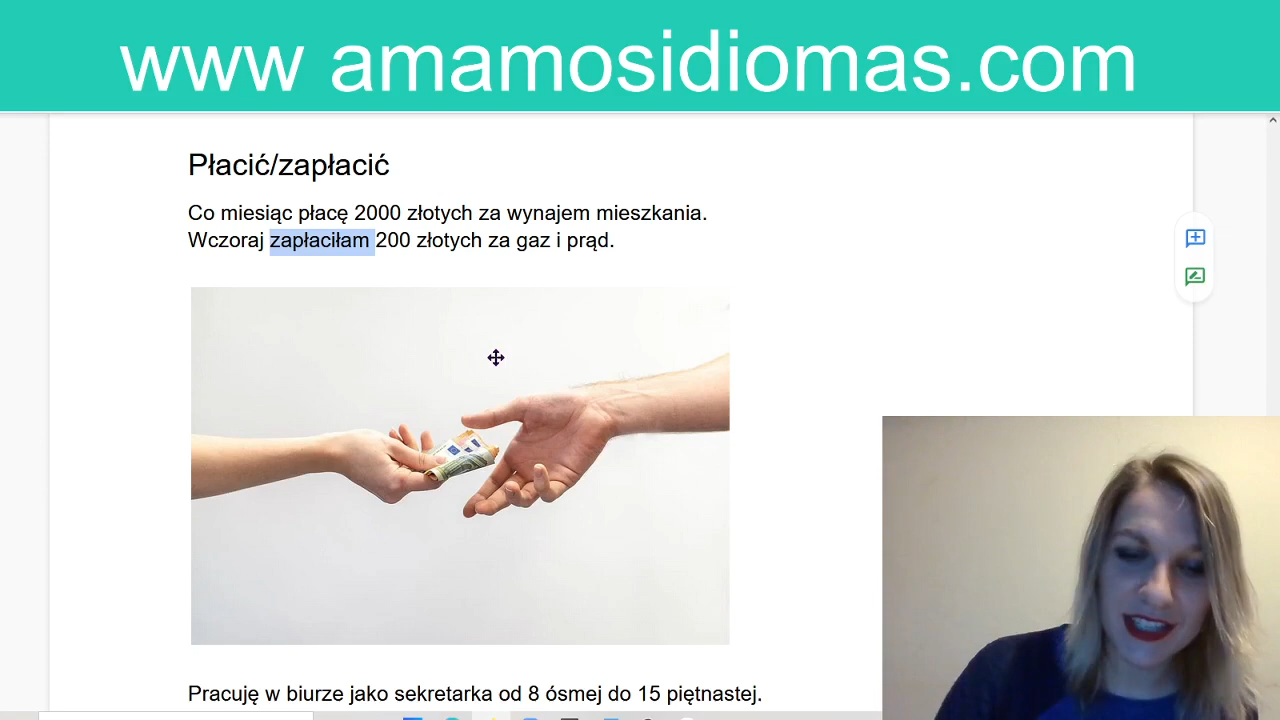 www amamosidiomas.com
Płacić/zapłacić
Co miesiąc płacę 2000 złotych za wynajem mieszkania.
Wczoraj zapłaciłam 200 złotych za gaz i prąd.
Pracuję w biurze jako sekretarka od 8 ósmej do 15 piętnastej.